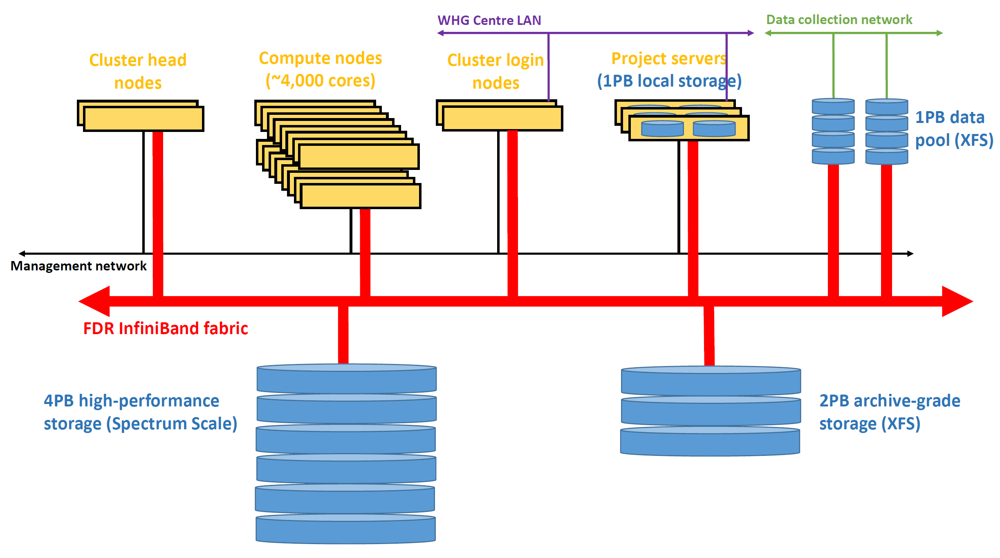 WHG Centre LAN
Data collection network
Cluster head
nodes
Compute nodes
(~4,000 cores)
Cluster login
nodes
Project servers
(1PB local storage)
1PB data
pool (XFS)
Management network
FDR InfiniBand fabric
4PB high-performance
storage (Spectrum Scale)
2PB archive-grade
storage (XFS)